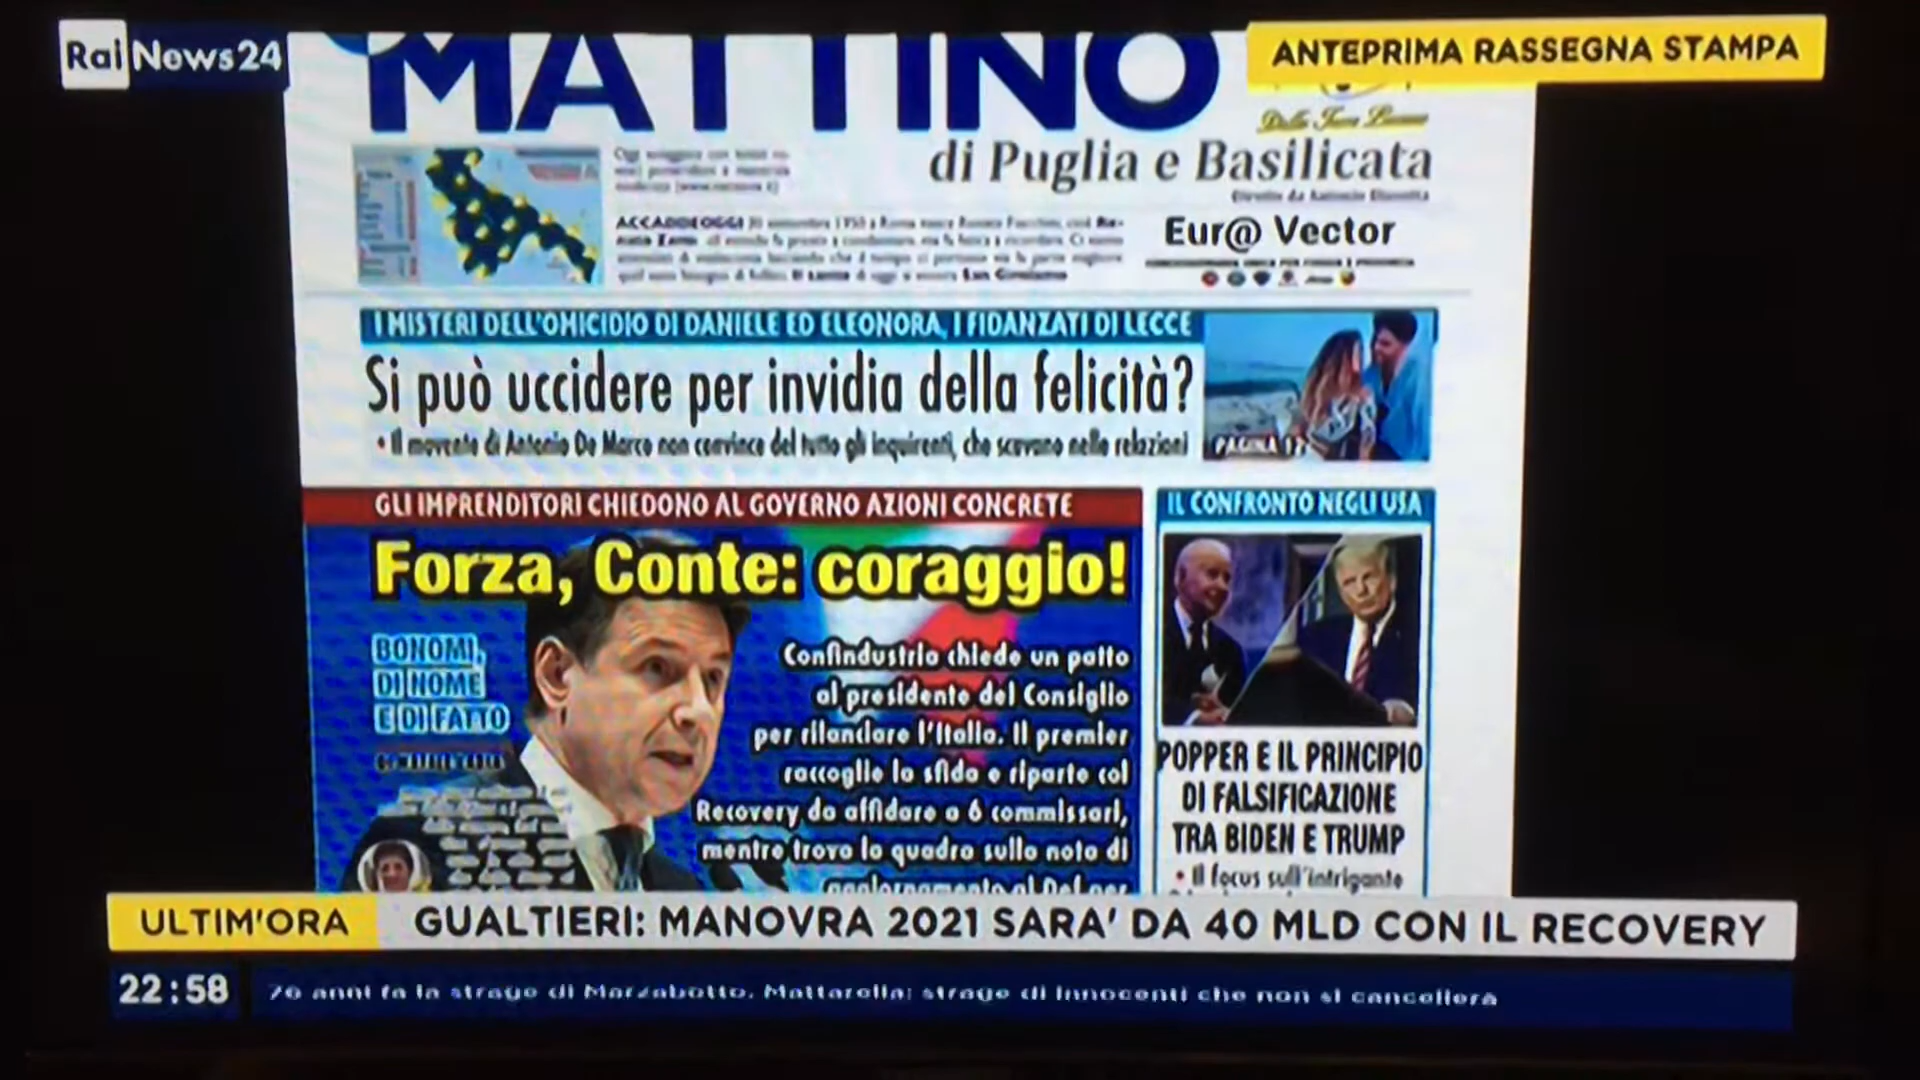 Rai News24
ANTEPRIMA RASSEGNA STAMPA
MATTINO
di Puglia e Basilicata
ACCADDE OGGI
Eur@ Vector
I MISTERI DELL'OMICIDIO DI DANIELE ED ELEONORA, I FIDANZATI DI LECCE
Si può uccidere per invidia della felicità?
• Il movente di Antonio De Marco non convince del tutto gli inquirenti, che scavano nelle relazioni
PAGINA
GLI IMPRENDITORI CHIEDONO AL GOVERNO AZIONI CONCRETE
Forza, Conte: coraggio!
BONOMI,
DI NOME
E DI FATTO
Confindustria chiede un patto
al presidente del Consiglio
per rilanciare l'Italia. Il premier
raccoglie la sfida e riparte col
Recovery da affidare a 6 commissari,
mentre trova la quadra sulla nota di
IL CONFRONTO NEGLI USA
POPPER E IL PRINCIPIO
DI FALSIFICAZIONE
TRA BIDEN E TRUMP
• Il focus sull'intrigante
ULTIM'ORA
GUALTIERI: MANOVRA 2021 SARA' DA 40 MLD CON IL RECOVERY
22:58
76 anni fa la strage di Marzabotto. Mattarella: strage di innocenti che non si cancellerà